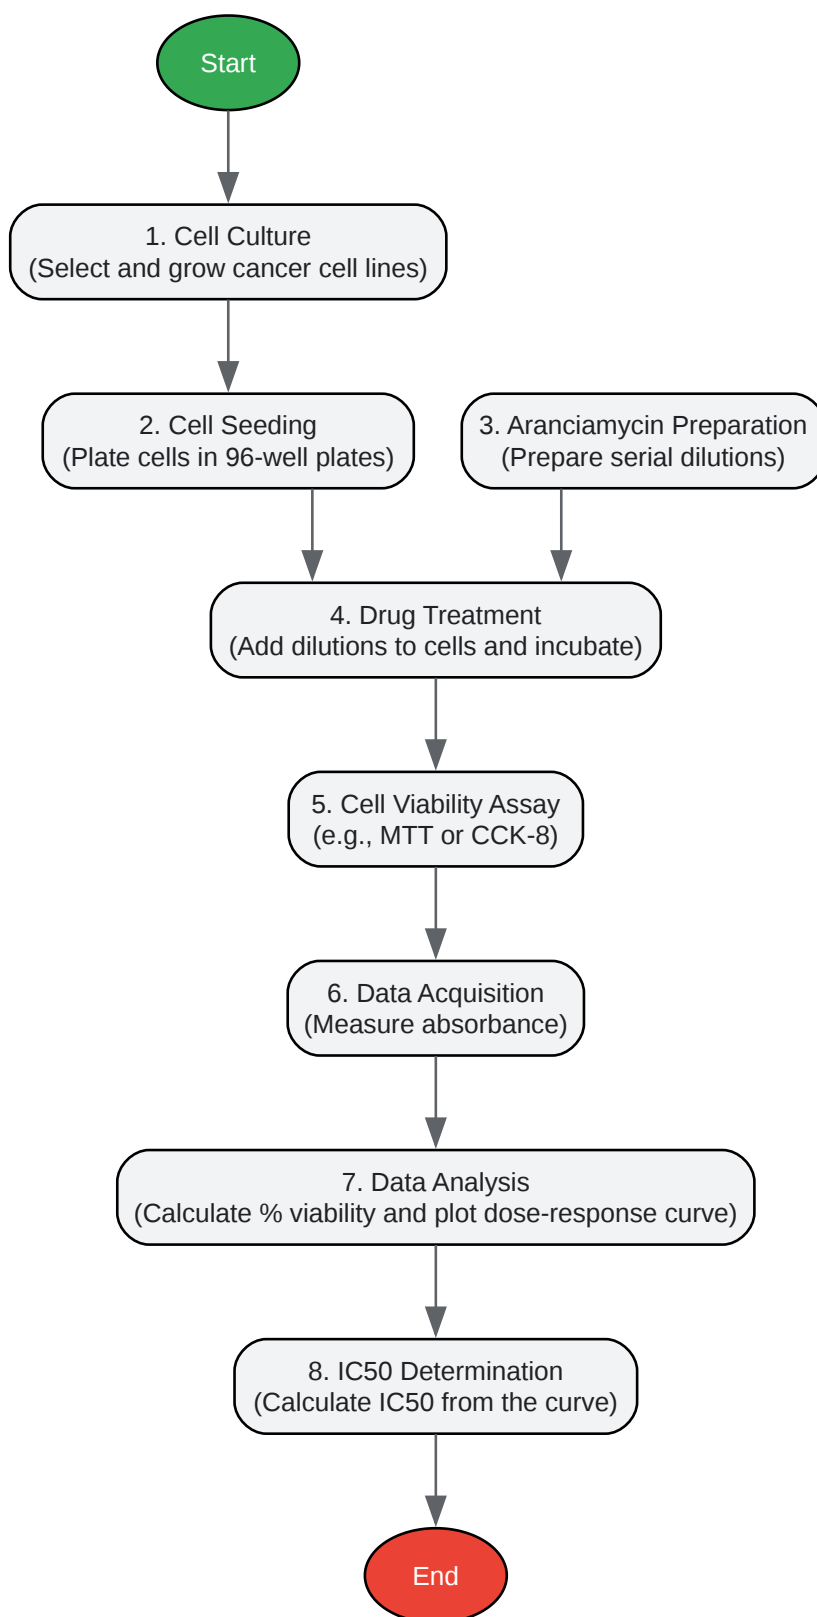 Start
1. Cell Culture
(Select and grow cancer cell lines)
2. Cell Seeding
(Plate cells in 96-well plates)
3. Aranciamycin Preparation
(Prepare serial dilutions)
4. Drug Treatment
(Add dilutions to cells and incubate)
5. Cell Viability Assay
(e.g., MTT or CCK-8)
6. Data Acquisition
(Measure absorbance)
7. Data Analysis
(Calculate % viability and plot dose-response curve)
8. IC50 Determination
(Calculate IC50 from the curve)
End